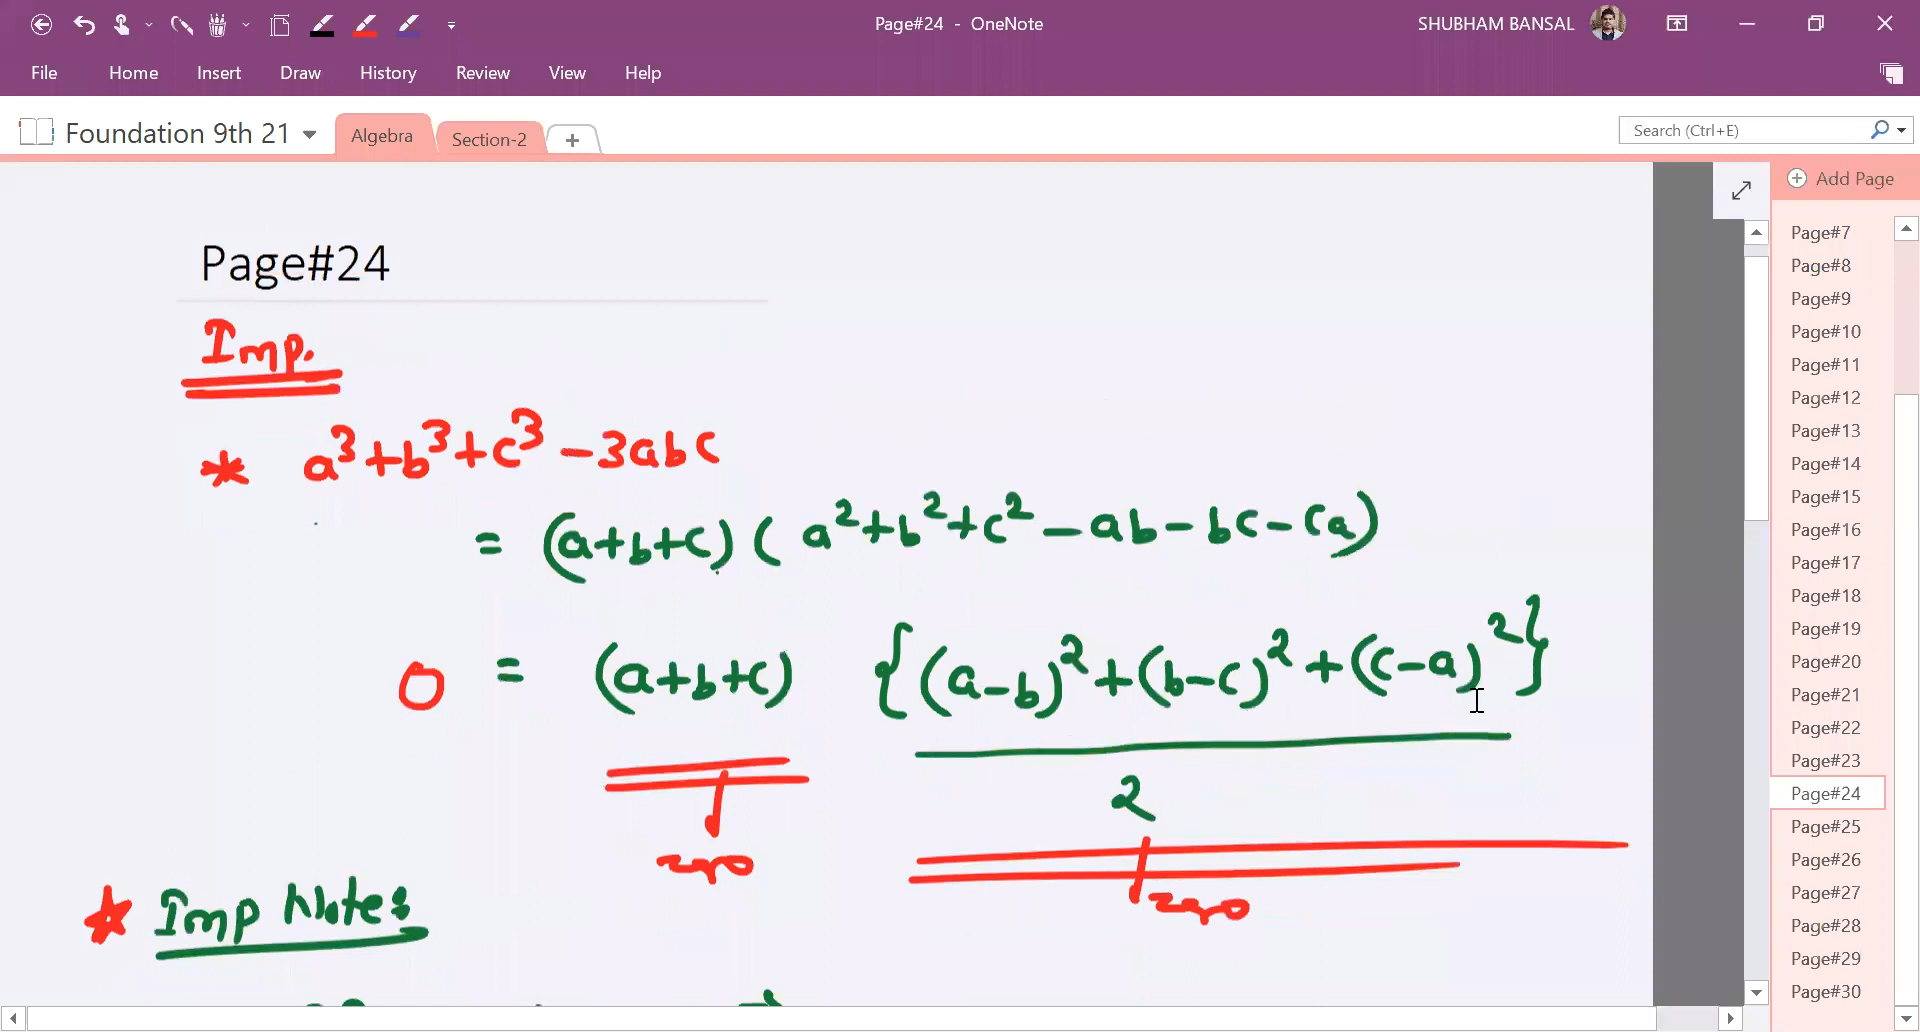 Page#24 - OneNote
SHUBHAM BANSAL
File Home Insert Draw History Review View Help
Foundation 9th 21
Algebra
Section-2
Search (Ctrl+E)
Add Page
Page#7
Page#8
Page#9
Page#10
Page#11
Page#12
Page#13
Page#14
Page#15
Page#16
Page#17
Page#18
Page#19
Page#20
Page#21
Page#22
Page#23
Page#24
Page#25
Page#26
Page#27
Page#28
Page#29
Page#30
Page#24
Imp.
* a³+b³+c³-3abc
= (a+b+c)(a²+b²+c²-ab-bc-ca)
0 = (a+b+c) {(a-b)²+(b-c)²+(c-a)²}
2
zero
zero
* Imp Notes